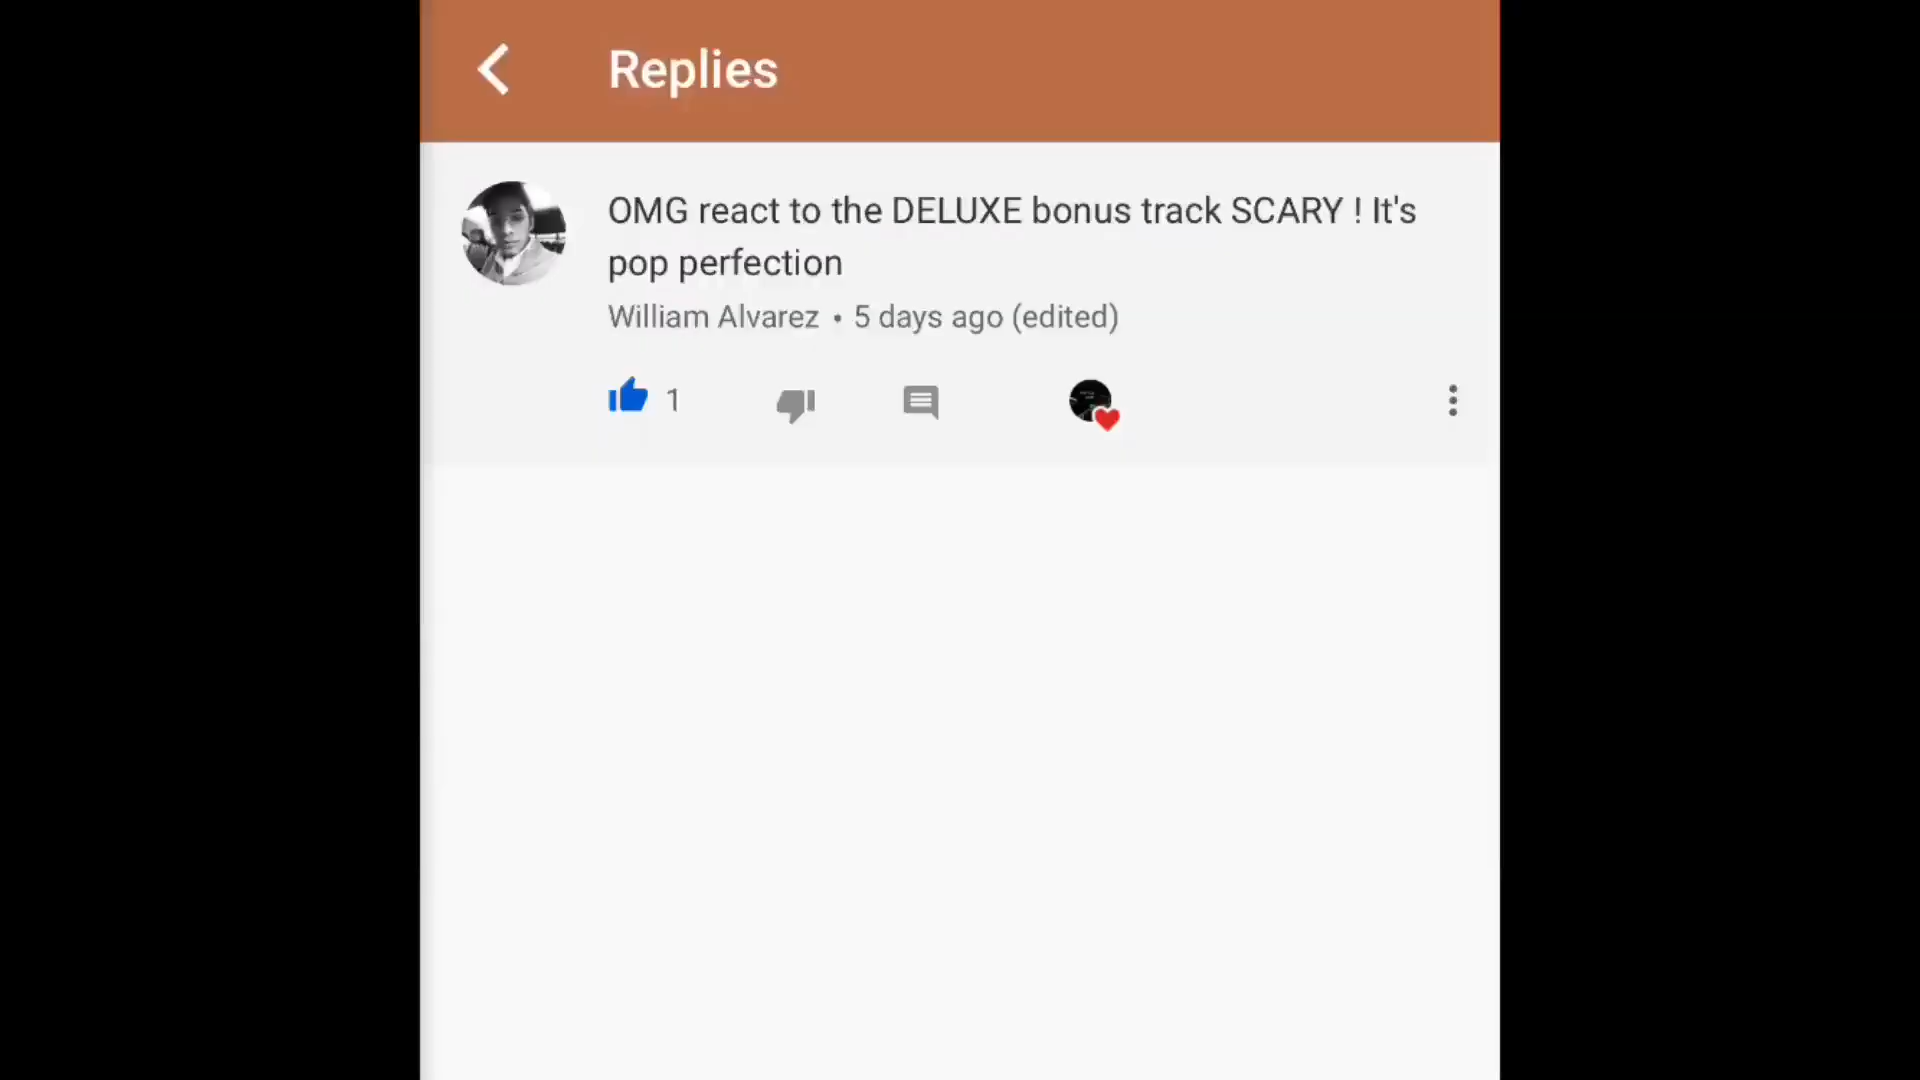 Replies
OMG react to the DELUXE bonus track SCARY ! It's
pop perfection
William Alvarez • 5 days ago (edited)
1